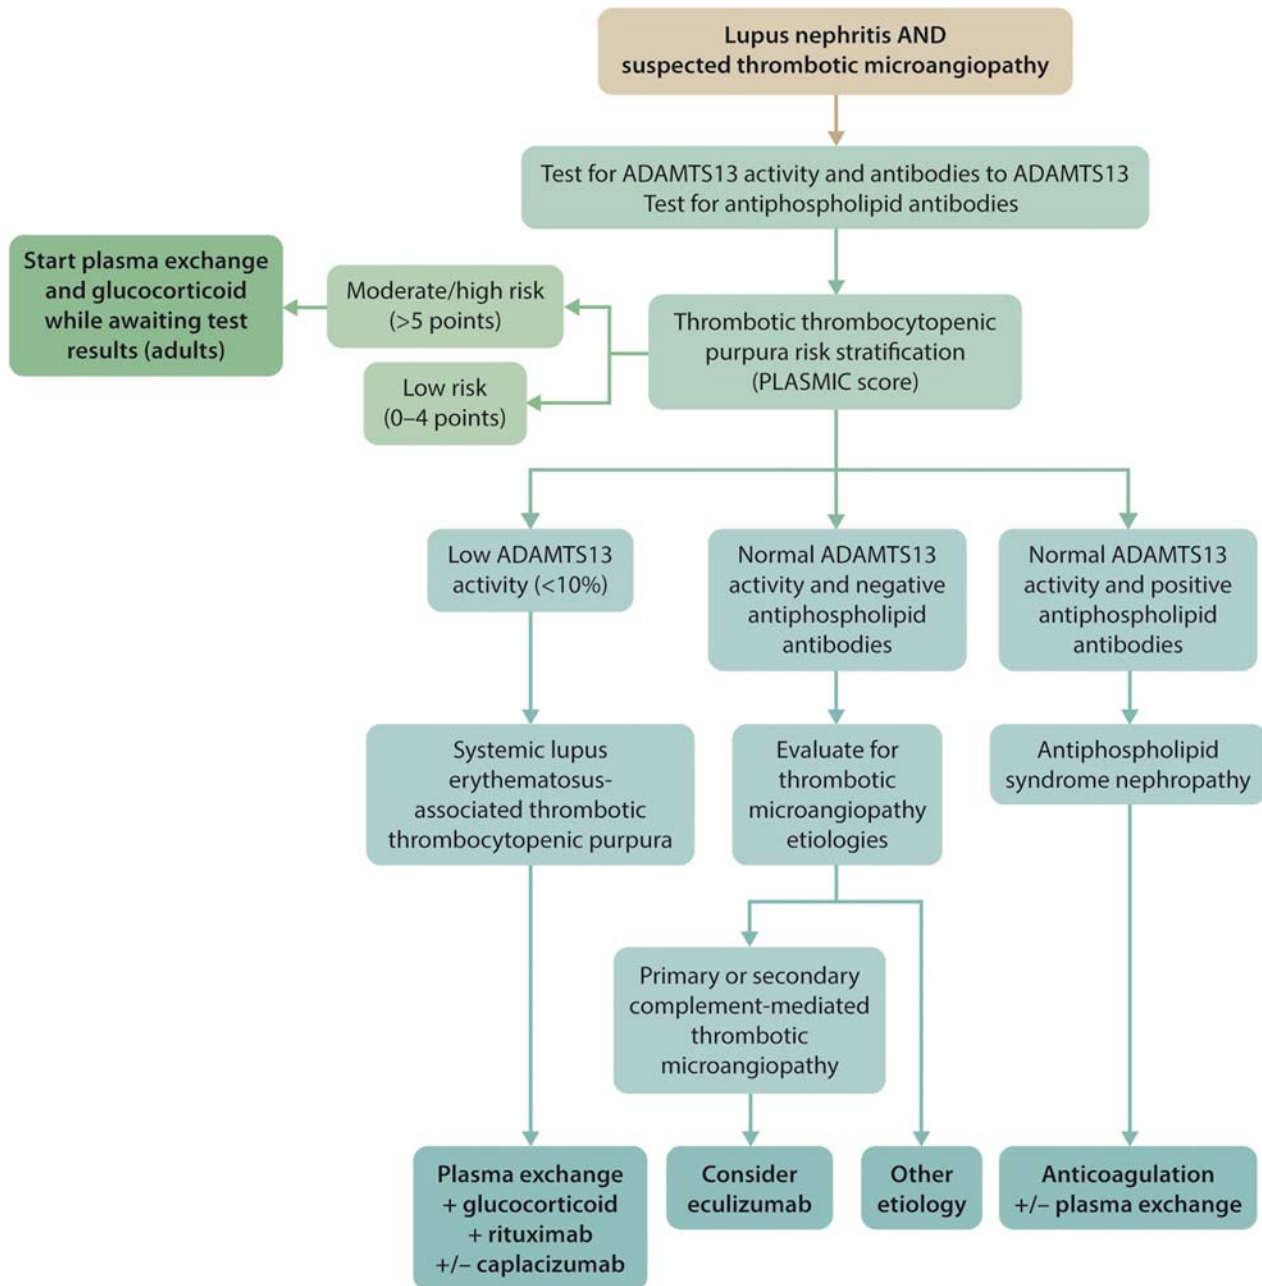 Lupus nephritis AND
suspected thrombotic microangiopathy
Test for ADAMTS13 activity and antibodies to ADAMTS13
Test for antiphospholipid antibodies
Start plasma exchange
and glucocorticoid
while awaiting test
results (adults)
Moderate/high risk
(>5 points)
Low risk
(0–4 points)
Thrombotic thrombocytopenic
purpura risk stratification
(PLASMIC score)
Low ADAMTS13
activity (<10%)
Normal ADAMTS13
activity and negative
antiphospholipid
antibodies
Normal ADAMTS13
activity and positive
antiphospholipid
antibodies
Systemic lupus
erythematosus-
associated thrombotic
thrombocytopenic purpura
Evaluate for
thrombotic
microangiopathy
etiologies
Antiphospholipid
syndrome nephropathy
Primary or secondary
complement-mediated
thrombotic
microangiopathy
Plasma exchange
+ glucocorticoid
+ rituximab
+/– caplacizumab
Consider
eculizumab
Other
etiology
Anticoagulation
+/– plasma exchange